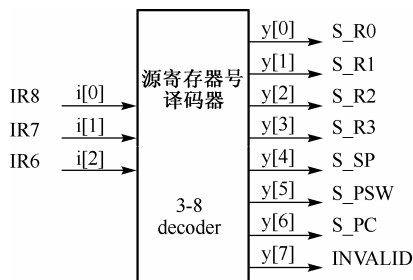 IR8 i[0]
IR7 i[1]
IR6 i[2]
源寄存器号
译码器
3-8
decoder
y[0] S_R0
y[1] S_R1
y[2] S_R2
y[3] S_R3
y[4] S_SP
y[5] S_PSW
y[6] S_PC
y[7] INVALID